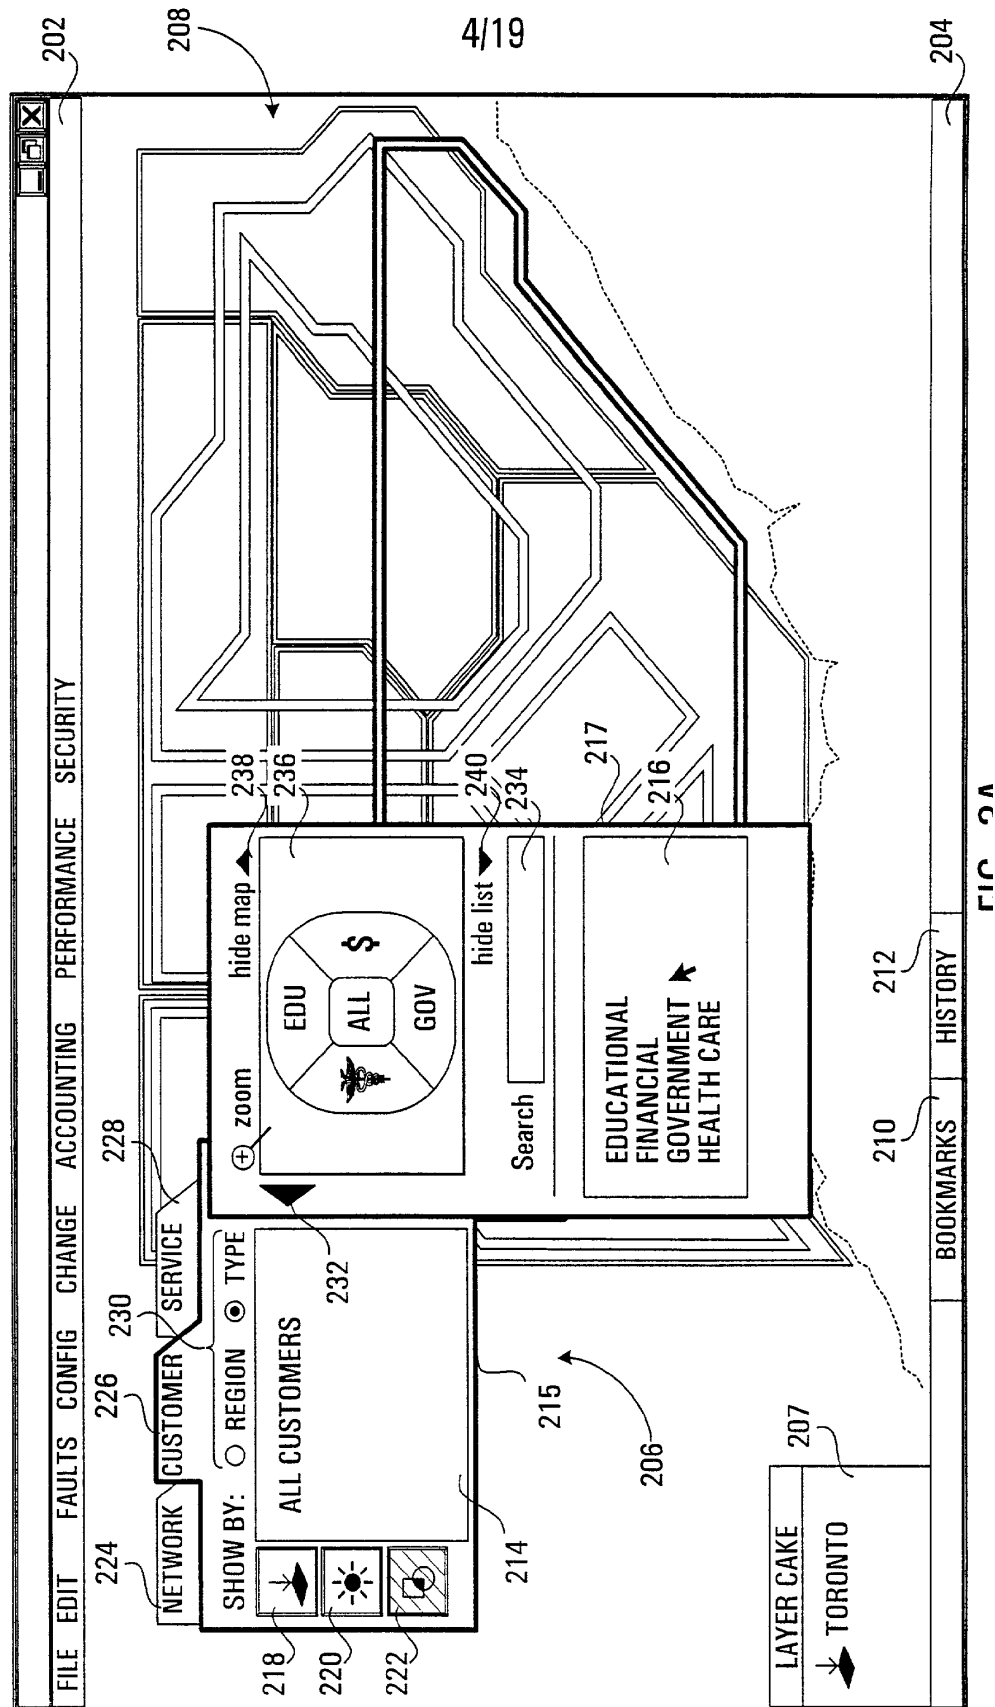 4/19
202
FILE EDIT FAULTS CONFIG CHANGE ACCOUNTING PERFORMANCE SECURITY
208
224
226
230
228
NETWORK CUSTOMER SERVICE
SHOW BY: REGION TYPE
218
220
222
ALL CUSTOMERS
214
215
232
206
zoom
hide map
238
236
EDU
ALL
$
GOV
hide list
240
Search
234
217
216
EDUCATIONAL
FINANCIAL
GOVERNMENT
HEALTH CARE
LAYER CAKE
TORONTO
207
210
212
BOOKMARKS HISTORY
204
FIG. 3A